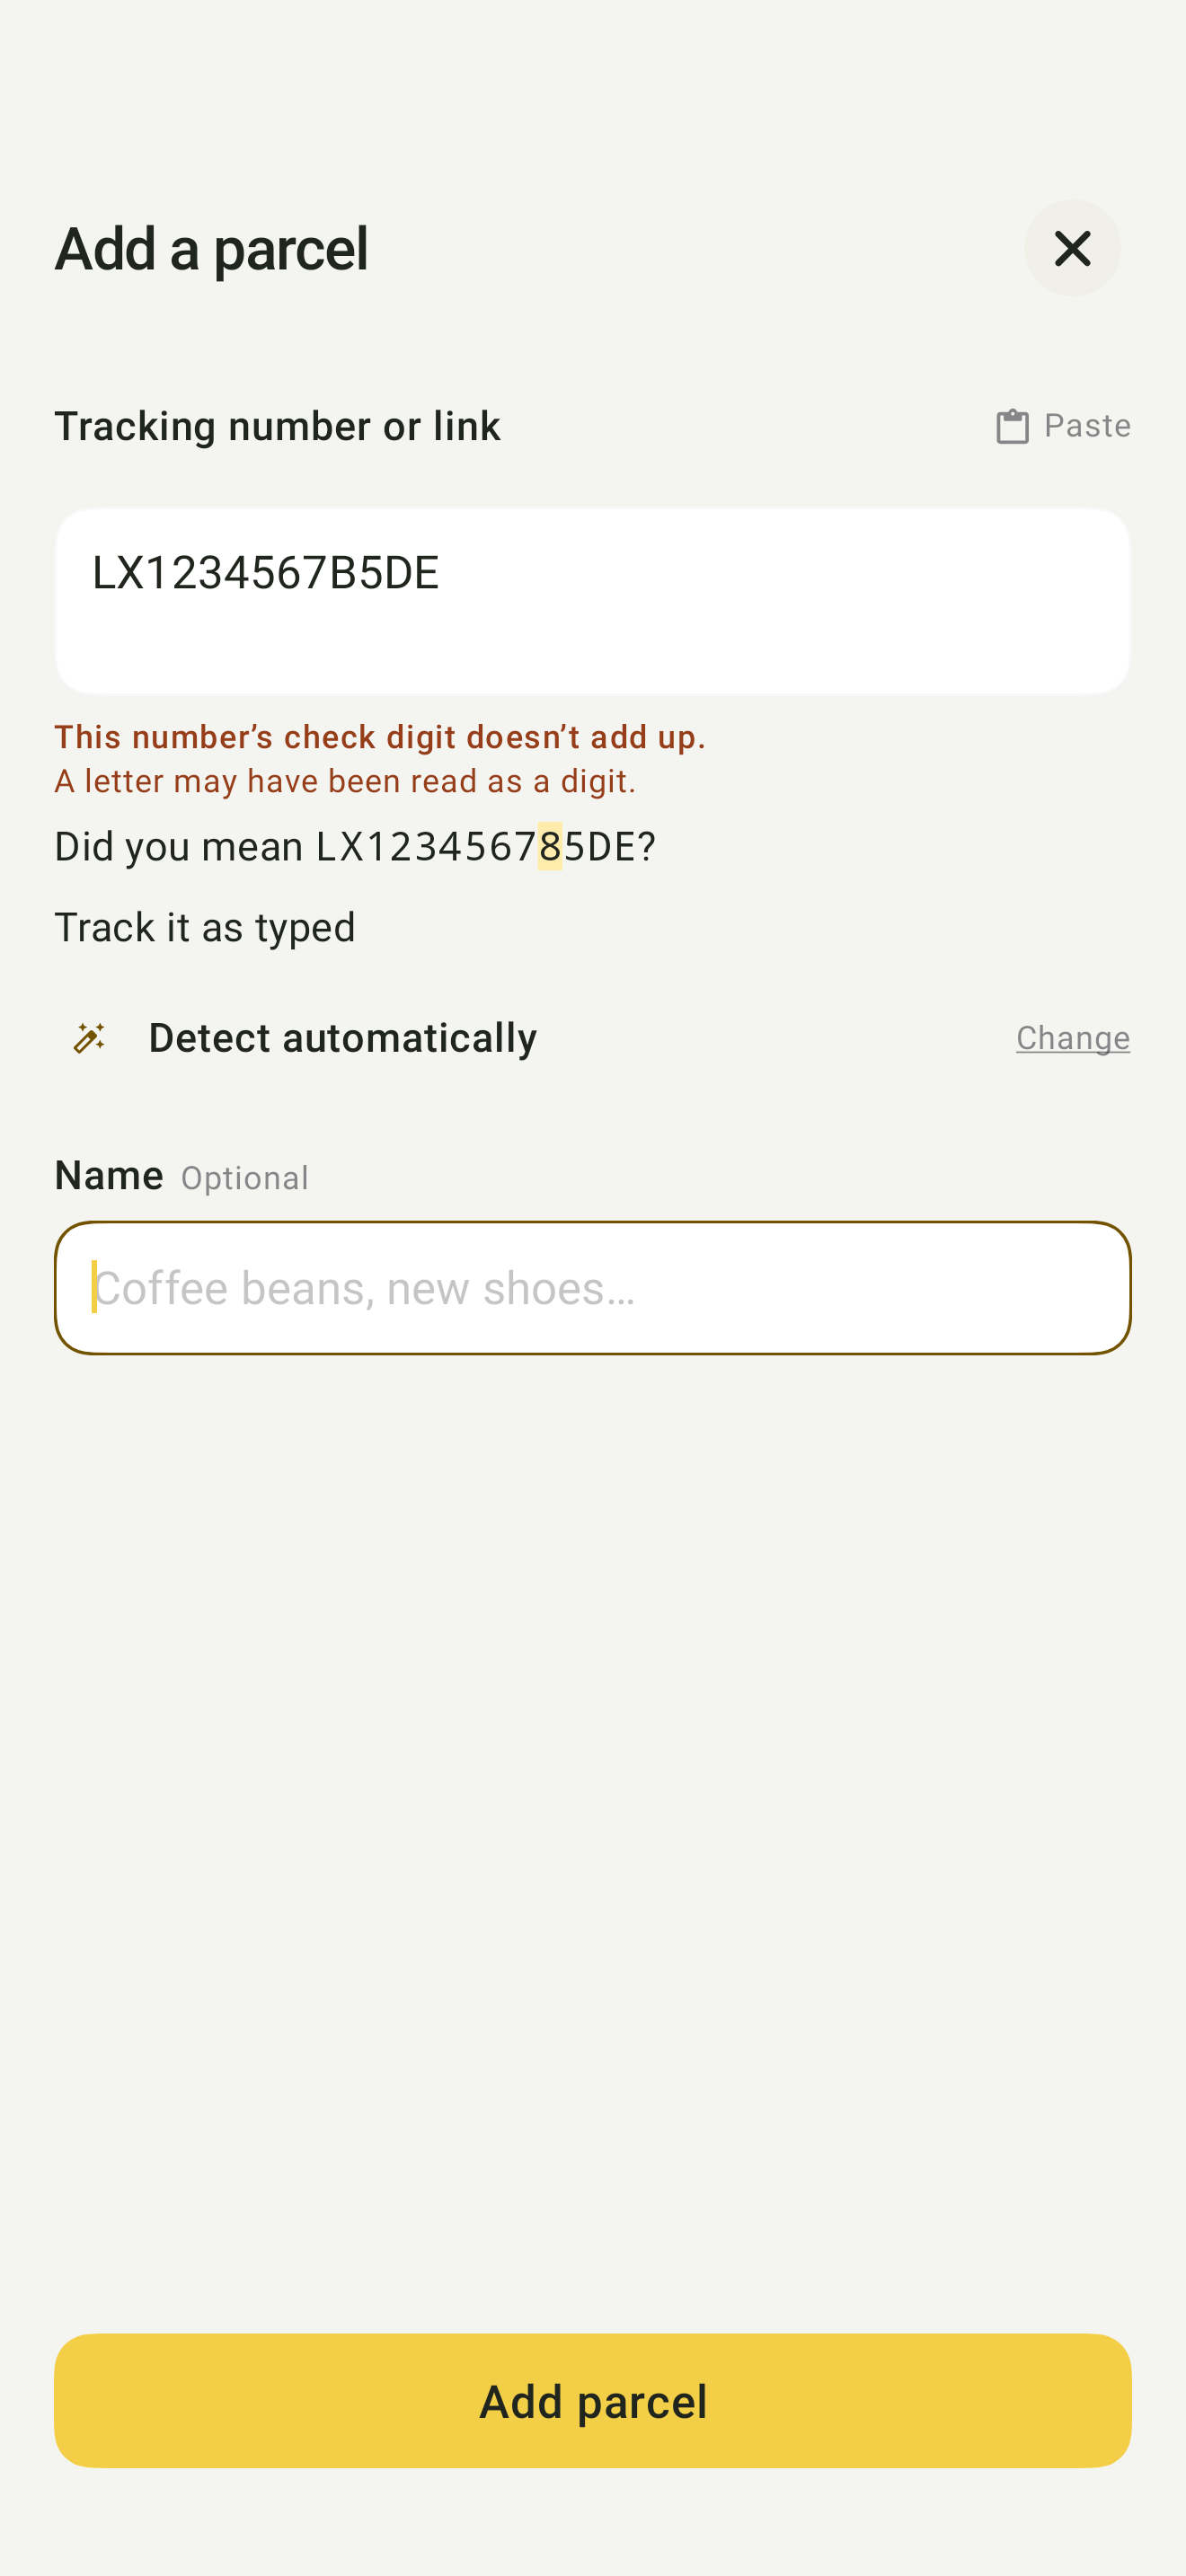 Add a parcel
Tracking number or link
Paste
LX1234567B5DE
This number’s check digit doesn’t add up.
A letter may have been read as a digit.
Did you mean LX123456785DE?
Track it as typed
Detect automatically
Change
Name Optional
Coffee beans, new shoes…
Add parcel